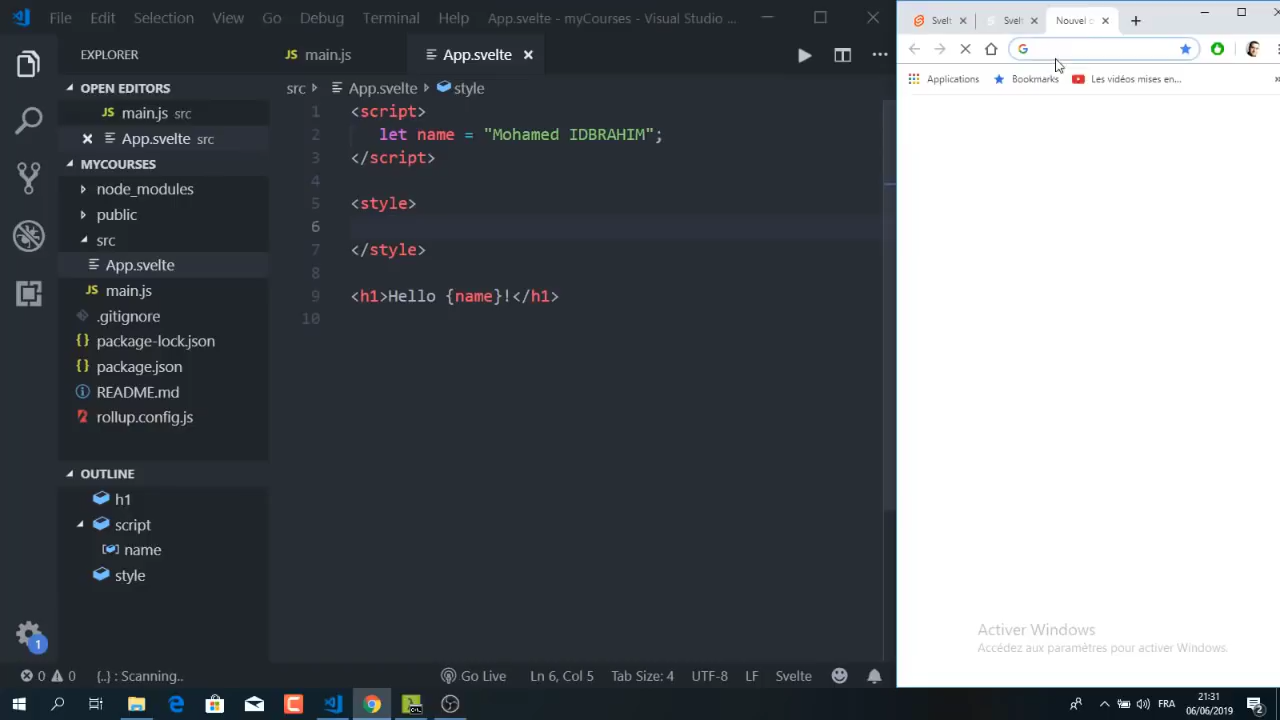 File Edit Selection View Go Debug Terminal Help App.svelte - myCourses - Visual Studio ...
EXPLORER
OPEN EDITORS
main.js src
App.svelte src
MYCOURSES
node_modules
public
src
App.svelte
main.js
.gitignore
package-lock.json
package.json
README.md
rollup.config.js
OUTLINE
h1
script
name
style
main.js App.svelte
src App.svelte style
1 <script>
2 let name = "Mohamed IDBRAHIM";
3 </script>
4
5 <style>
6
7 </style>
8
9 <h1>Hello {name}!</h1>
10
0 0 {..} : Scanning.. Go Live Ln 6, Col 5 Tab Size: 4 UTF-8 LF Svelte
1
Svelt Svelt Nouvel
Applications Bookmarks Les vidéos mises en...
Activer Windows
Accédez aux paramètres pour activer Windows.
FRA
21:31
06/06/2019
2